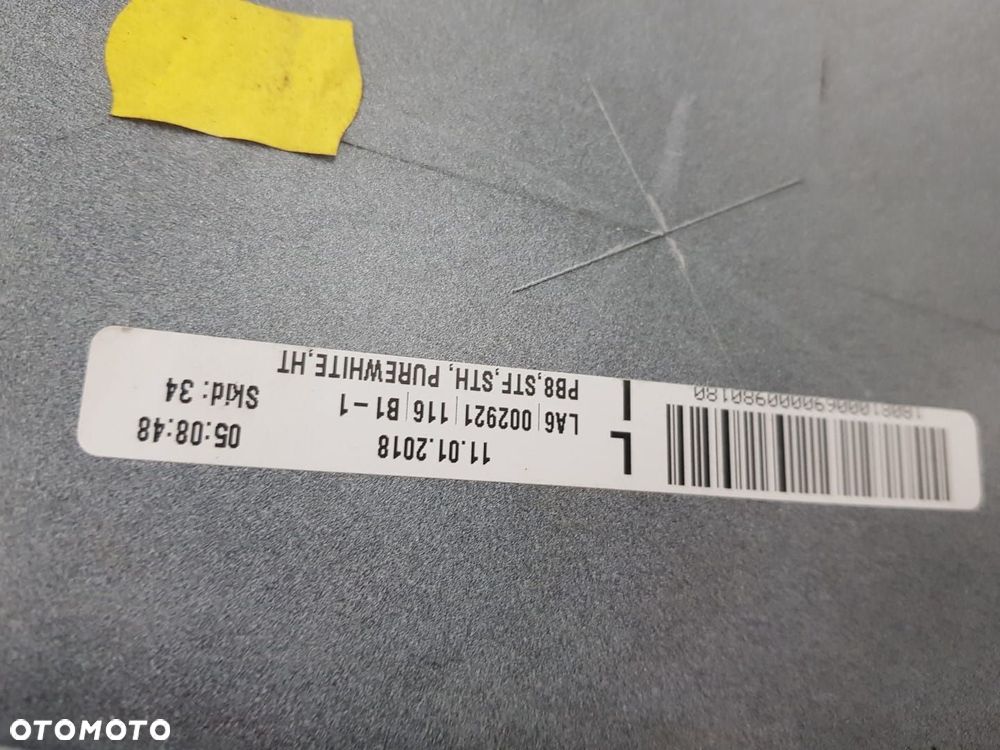 L
11.01.2018 05:08:48
LA6|002921|116|B1-1 Skid: 34
I
PB8,STF,STH, PUREWHITE,HT
OTOMOTO